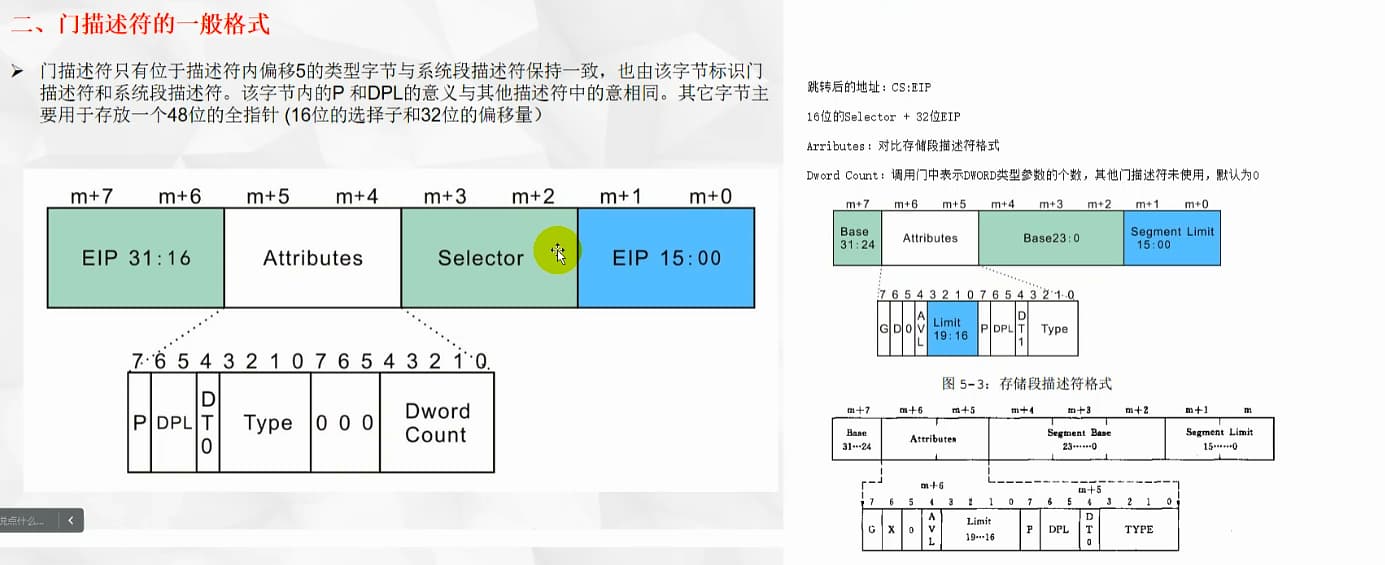 二、门描述符的一般格式
➢ 门描述符只有位于描述符内偏移5的类型字节与系统段描述符保持一致，也由该字节标识门
描述符和系统段描述符。该字节内的P 和DPL的意义与其他描述符中的意相同。其它字节主
要用于存放一个48位的全指针 (16位的选择子和32位的偏移量）
m+7 m+6 m+5 m+4 m+3 m+2 m+1 m+0
EIP 31:16 Attributes Selector EIP 15:00
7 6 5 4 3 2 1 0 7 6 5 4 3 2 1 0
P DPL DT0 Type 0 0 0 Dword Count
说点什么...
跳转后的地址：CS:EIP
16位的Selector + 32位EIP
Arributes：对比存储段描述符格式
Dword Count：调用门中表示DWORD类型参数的个数，其他门描述符未使用，默认为0
m+7 m+6 m+5 m+4 m+3 m+2 m+1 m+0
Base 31:24 Attributes Base23:0 Segment Limit 15:00
7 6 5 4 3 2 1 0 7 6 5 4 3 2 1 0
G D 0 AVL Limit 19:16 P DPL DT1 Type
图 5-3：存储段描述符格式
m+7 m+6 m+5 m+4 m+3 m+2 m+1 m
Base 31…24 Attributes Segment Base 23……0 Segment Limit 15……0
m+6 m+5
7 6 5 4 3 2 1 0 7 6 5 4 3 2 1 0
G X 0 AVL Limit 19…16 P DPL DT0 TYPE